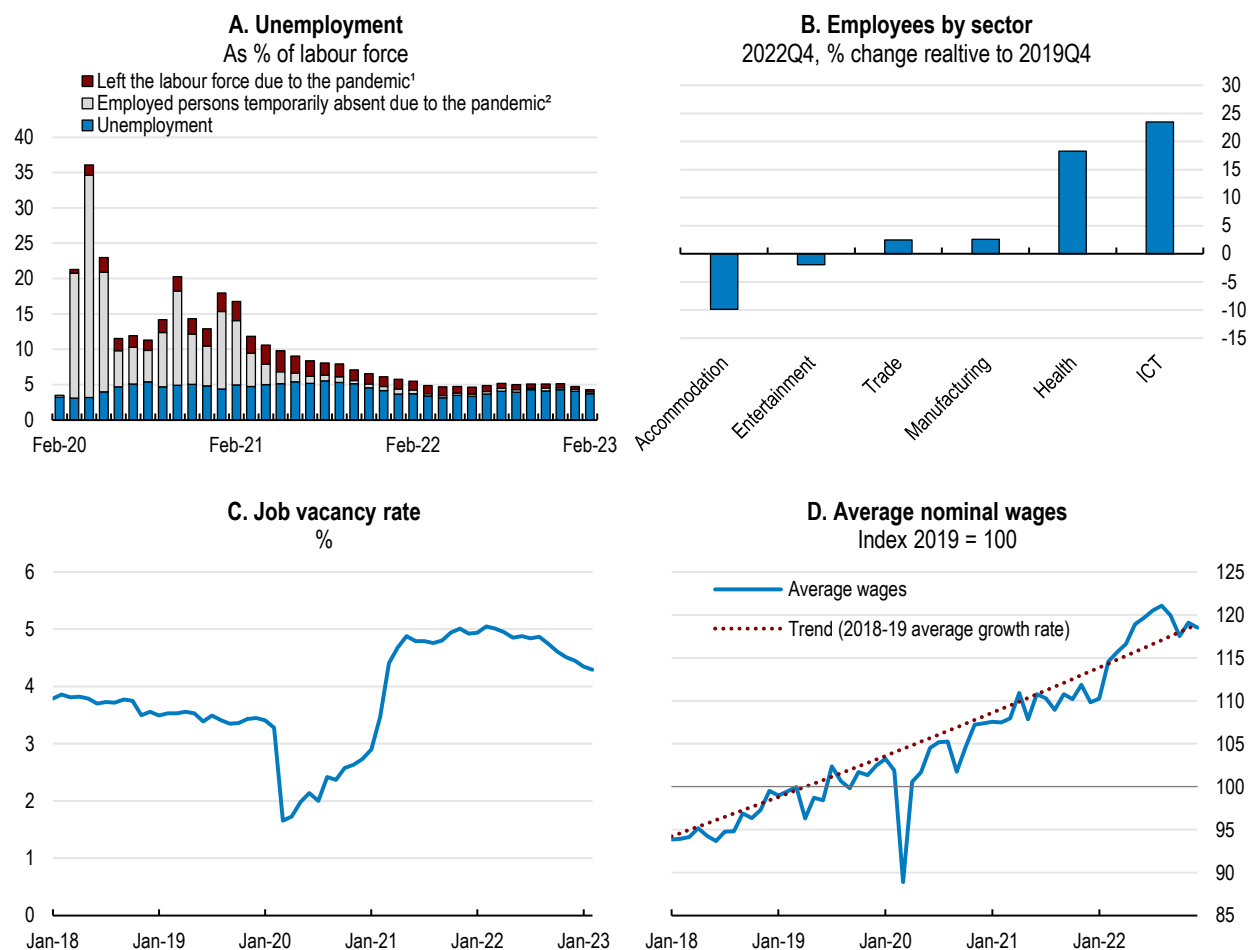 A. Unemployment
As % of labour force
Left the labour force due to the pandemic¹
Employed persons temporarily absent due to the pandemic²
Unemployment
40
35
30
25
20
15
10
5
0
Feb-20 Feb-21 Feb-22 Feb-23
B. Employees by sector
2022Q4, % change realtive to 2019Q4
30
25
20
15
10
5
0
-5
-10
-15
Accommodation
Entertainment
Trade
Manufacturing
Health
ICT
C. Job vacancy rate
%
6
5
4
3
2
1
0
Jan-18 Jan-19 Jan-20 Jan-21 Jan-22 Jan-23
D. Average nominal wages
Index 2019 = 100
Average wages
Trend (2018-19 average growth rate)
125
120
115
110
105
100
95
90
85
Jan-18 Jan-19 Jan-20 Jan-21 Jan-22